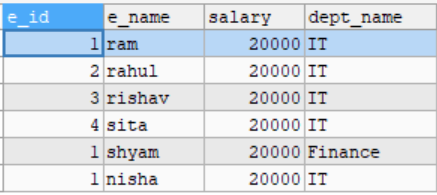 e_id e_name salary dept_name
1 ram 20000 IT
2 rahul 20000 IT
3 rishav 20000 IT
4 sita 20000 IT
1 shyam 20000 Finance
1 nisha 20000 IT